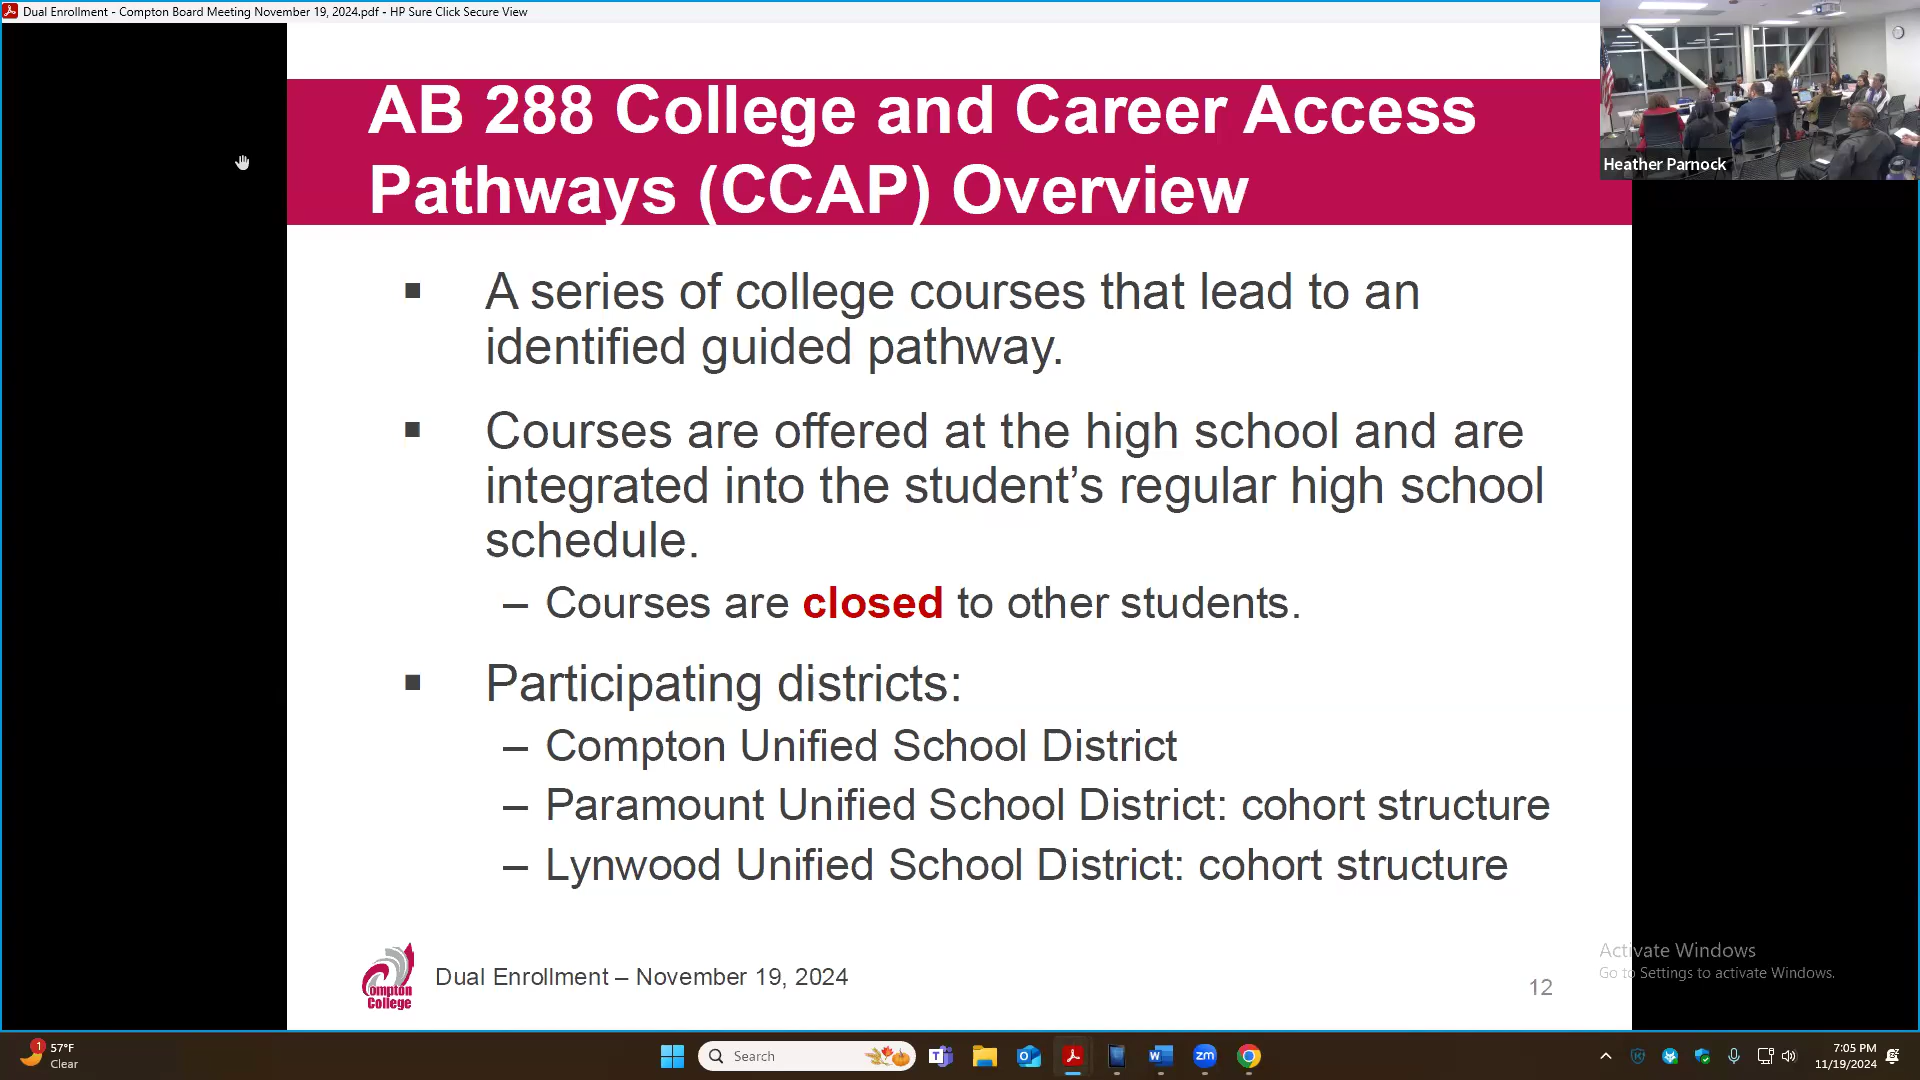 Dual Enrollment - Compton Board Meeting November 19, 2024.pdf - HP Sure Click Secure View
AB 288 College and Career Access
Pathways (CCAP) Overview
Heather Parnock
▪ A series of college courses that lead to an
identified guided pathway.
▪ Courses are offered at the high school and are
integrated into the student’s regular high school
schedule.
– Courses are closed to other students.
▪ Participating districts:
– Compton Unified School District
– Paramount Unified School District: cohort structure
– Lynwood Unified School District: cohort structure
Compton
College
Dual Enrollment – November 19, 2024
12
Activate Windows
Go to Settings to activate Windows.
1
57°F
Clear
Search
T
W
zm
K
7:05 PM
11/19/2024